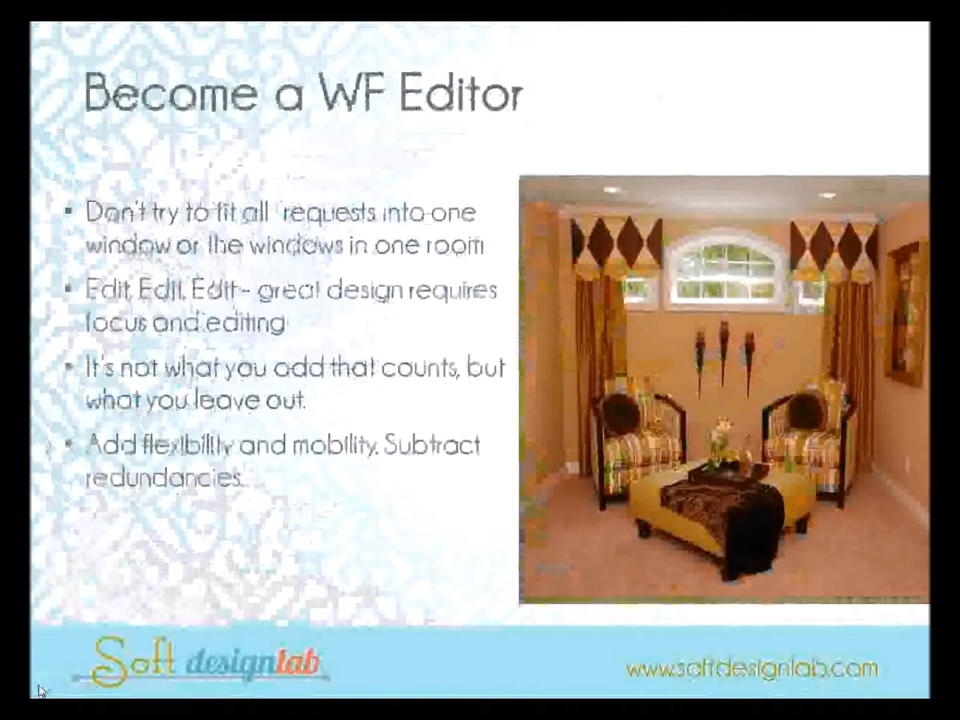 Become a WF Editor
Don't try to fit all requests into one
window or the windows in one room
Edit, Edit, Edit - great design requires
focus and editing
It's not what you add that counts, but
what you leave out.
Add flexibility and mobility. Subtract
redundancies.
Soft designlab
www.softdesignlab.com